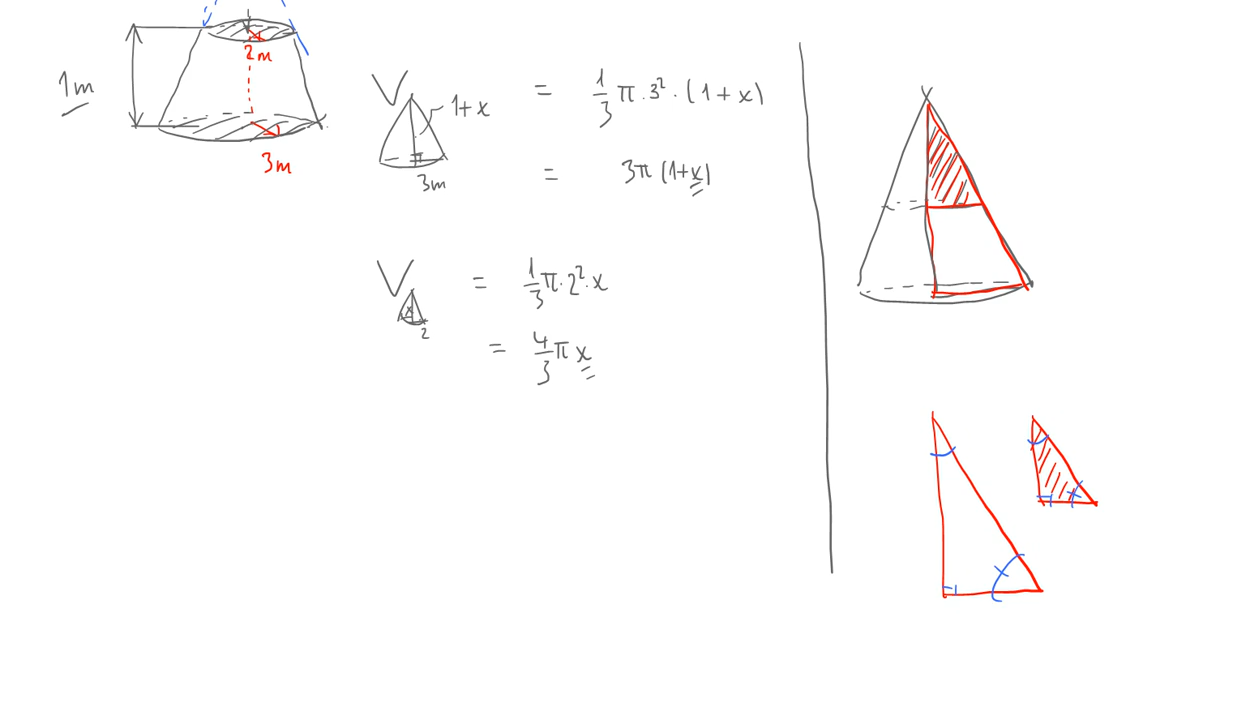 1m
2m
3m
V 1+x 3m = 1/3 π·3²·(1+x)
= 3π(1+x)
V x 2 = 1/3 π·2²·x
= 4/3 π x